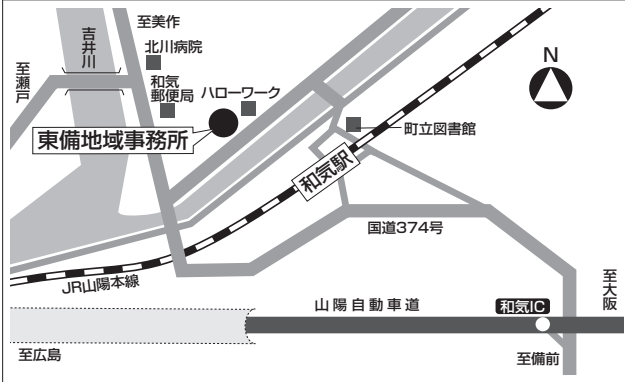 至美作
吉井川
北川病院
N
至瀬戸
和気
郵便局
ハローワーク
東備地域事務所
町立図書館
和気駅
国道374号
JR山陽本線
至大阪
山陽自動車道
和気IC
至広島
至備前